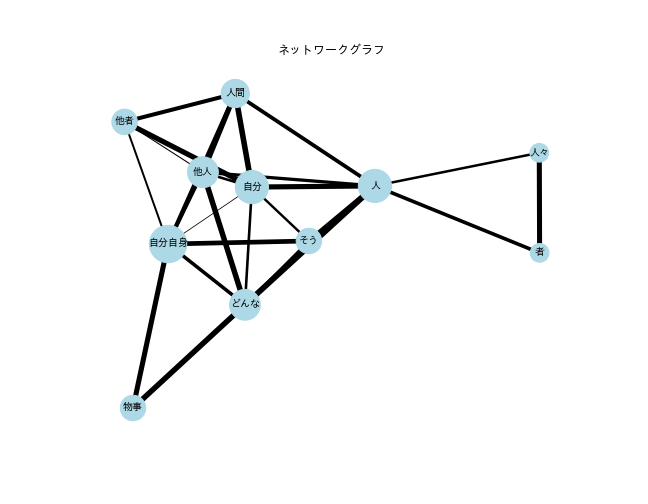 ネットワークグラフ
人間
他者
人々
他人
自分
人
自分自身
そう
者
どんな
物事